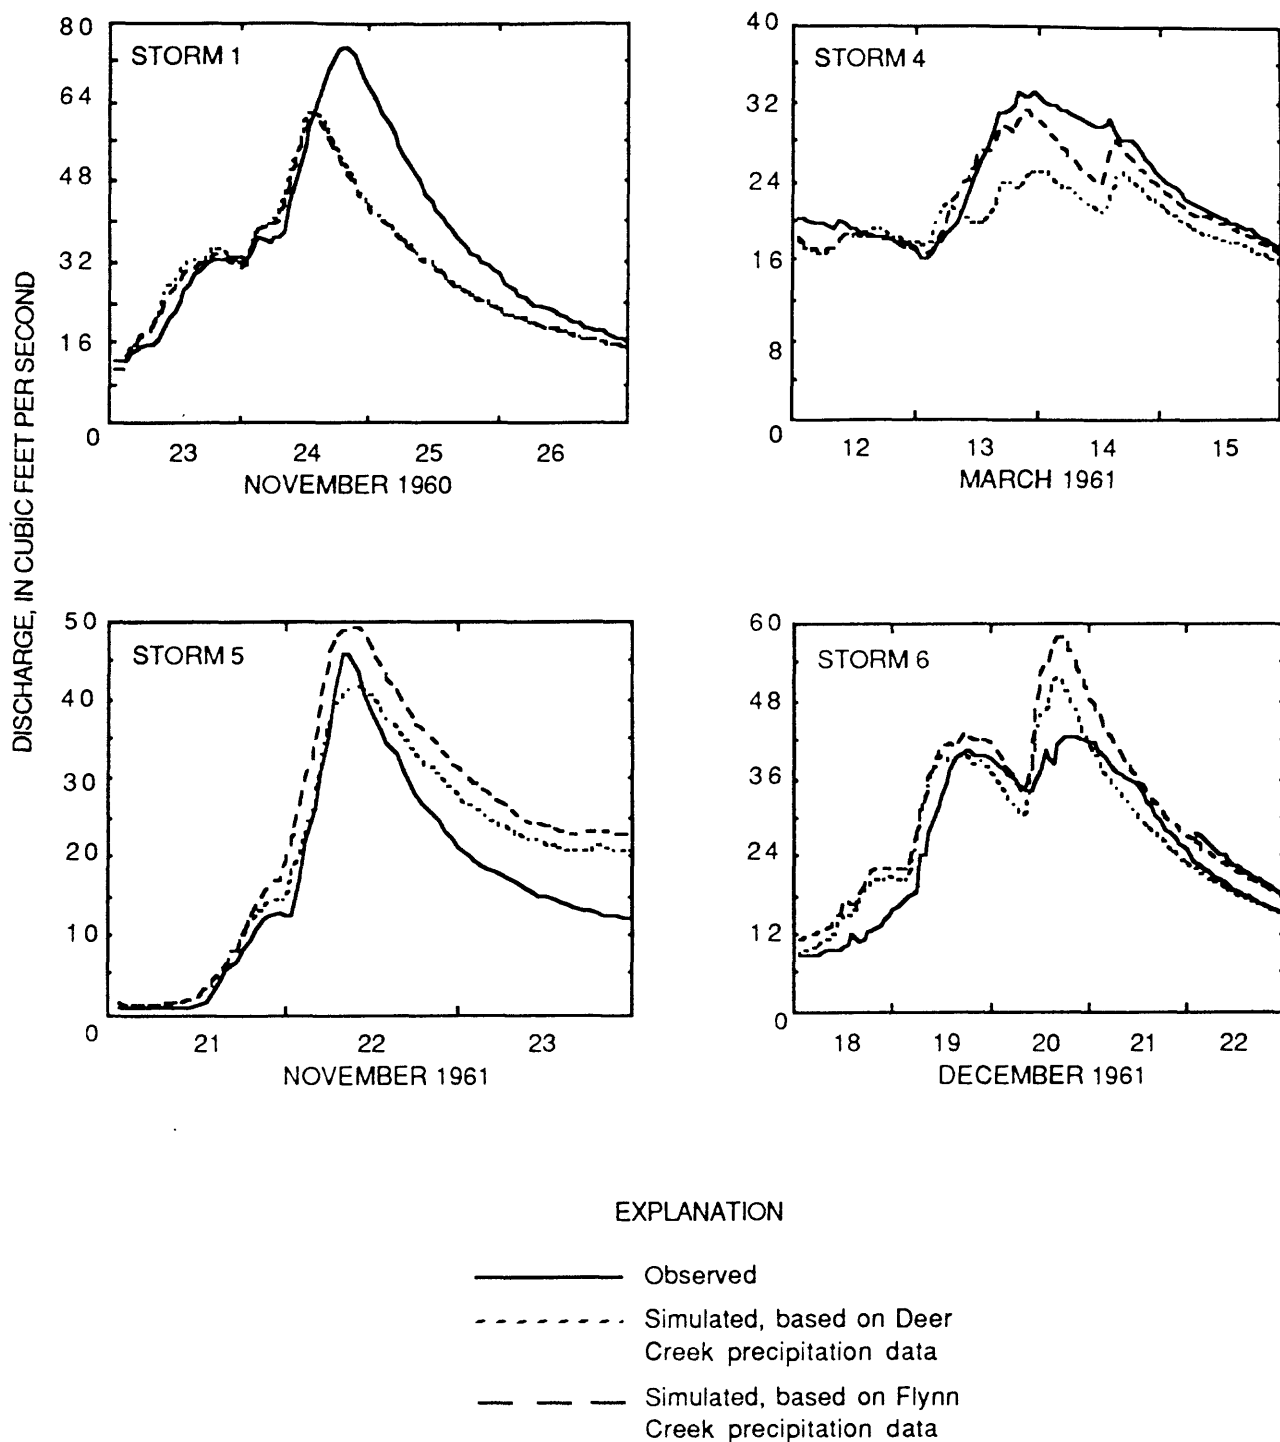 DISCHARGE, IN CUBIC FEET PER SECOND
STORM 1
80
64
48
32
16
0
23 24 25 26
NOVEMBER 1960
STORM 4
40
32
24
16
8
0
12 13 14 15
MARCH 1961
STORM 5
50
40
30
20
10
0
21 22 23
NOVEMBER 1961
STORM 6
60
48
36
24
12
0
18 19 20 21 22
DECEMBER 1961
EXPLANATION
Observed
Simulated, based on Deer
Creek precipitation data
Simulated, based on Flynn
Creek precipitation data